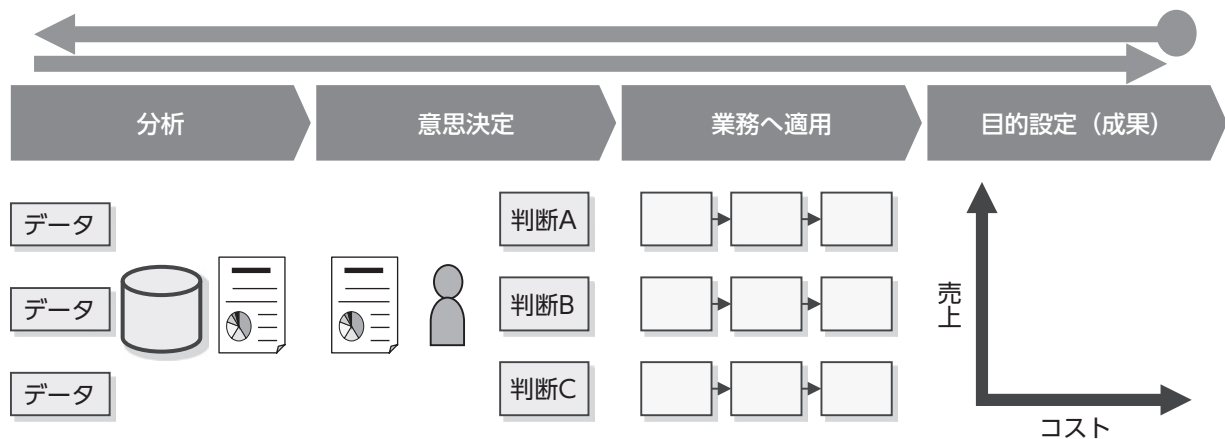 分析
意思決定
業務へ適用
目的設定（成果）
データ
データ
データ
判断A
判断B
判断C
売上
コスト